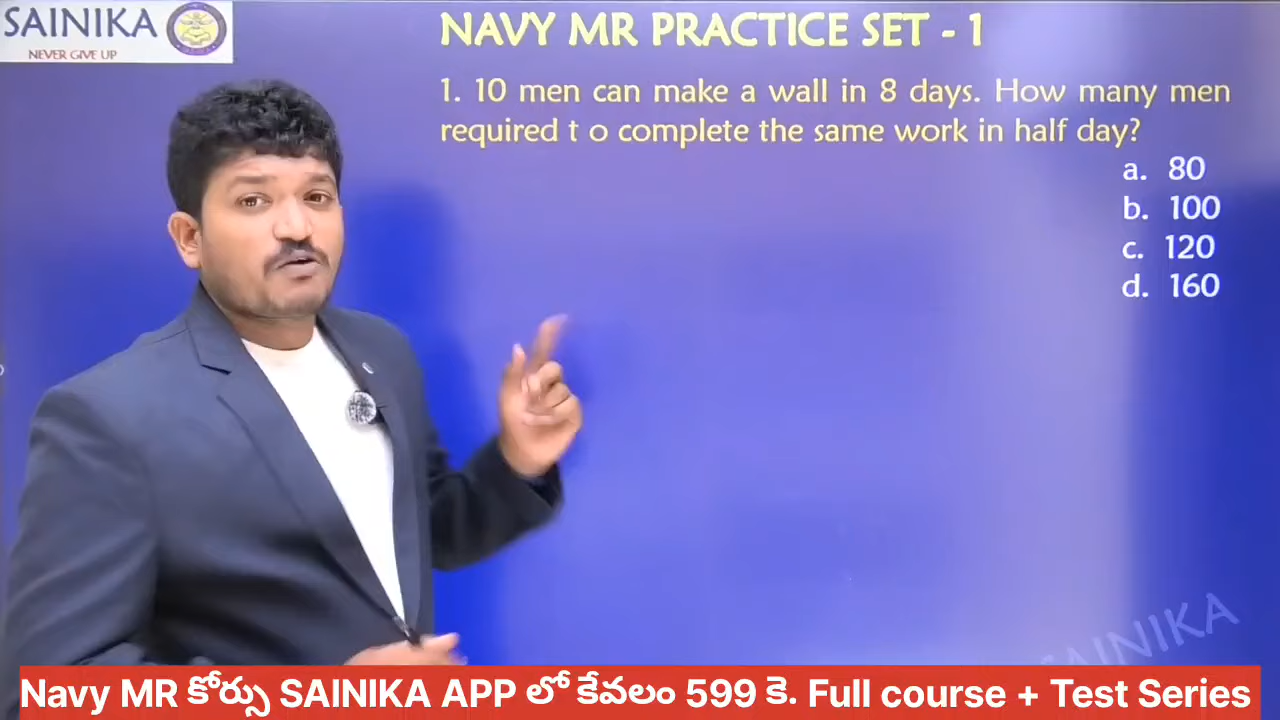 SAINIKA
NEVER GIVE UP
NAVY MR PRACTICE SET - 1
1. 10 men can make a wall in 8 days. How many men
required t o complete the same work in half day?
a. 80
b. 100
c. 120
d. 160
SAINIKA
Navy MR కోర్సు SAINIKA APP లో కేవలం 599 కె. Full course + Test Series